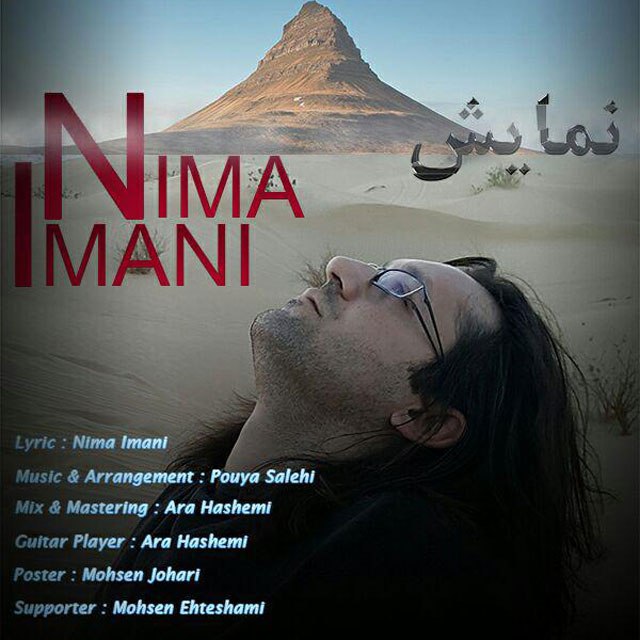 نمایش
NIMA
IMANI
Lyric : Nima Imani
Music & Arrangement : Pouya Salehi
Mix & Mastering : Ara Hashemi
Guitar Player : Ara Hashemi
Poster : Mohsen Johari
Supporter : Mohsen Ehteshami